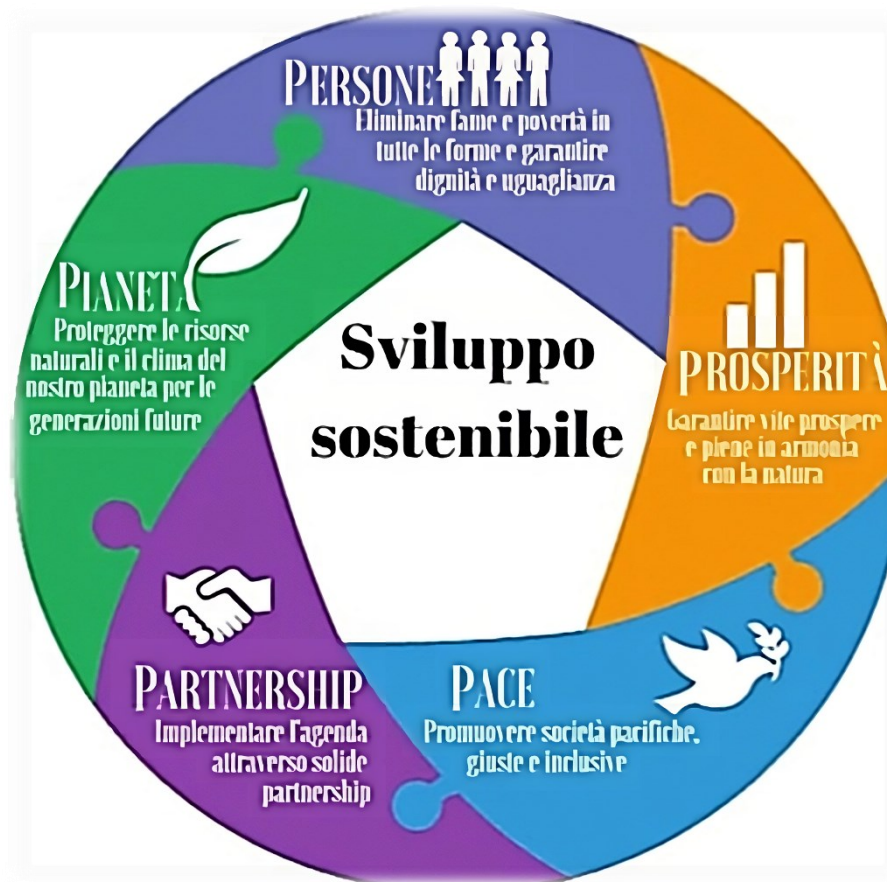 PERSONE
Eliminare fame e povertà in
tutte le forme e garantire
dignità e uguaglianza
PROSPERITÀ
Garantire vite prospere
e piene in armonia
con la natura
PACE
Promuovere società pacifiche,
giuste e inclusive
PARTNERSHIP
Implementare l'agenda
attraverso solide
partnership
PIANETA
Proteggere le risorse
naturali e il clima del
nostro pianeta per le
generazioni future
Sviluppo
sostenibile